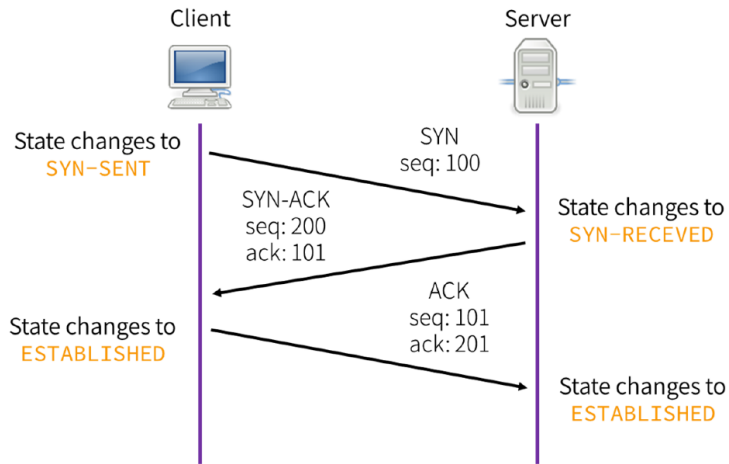 Client
Server
State changes to
SYN-SENT
SYN
seq: 100
SYN-ACK
seq: 200
ack: 101
State changes to
SYN-RECEVED
ACK
seq: 101
ack: 201
State changes to
ESTABLISHED
State changes to
ESTABLISHED